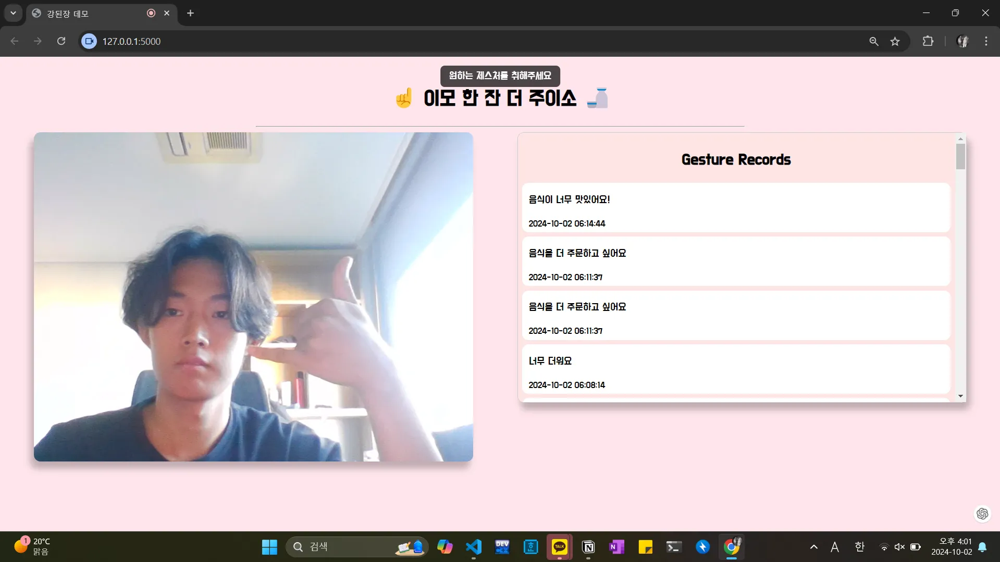 강된장 데모
127.0.0.1:5000
원하는 제스처를 취해주세요
이모 한 잔 더 주이소
Gesture Records
음식이 너무 맛있어요!
2024-10-02 06:14:44
음식을 더 주문하고 싶어요
2024-10-02 06:11:37
음식을 더 주문하고 싶어요
2024-10-02 06:11:37
너무 더워요
2024-10-02 06:08:14
1
20°C
맑음
검색
DEV
TALK
N
N
A
한
오후 4:01
2024-10-02